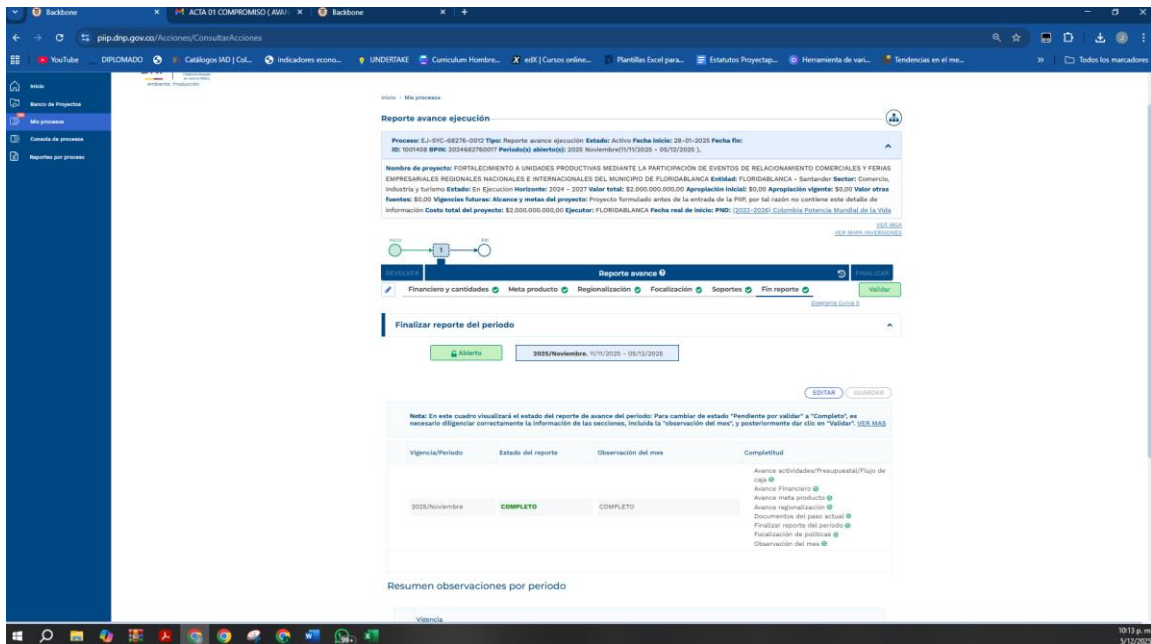 Backbone
ACTA 01 COMPROMISO ( AVAN
Backbone
piip.dnp.gov.co/Acciones/ConsultarAcciones
YouTube
DIPLOMADO
Catálogos IAD | Col...
indicadores econo...
UNDERTAKE
Curriculum Hombre...
edX | Cursos online...
Plantillas Excel para...
Estatutos Proyectap...
Herramienta de vari...
Tendencias en el me...
Todos los marcadores
Inicio
Banco de Proyectos
Mis procesos
Consola de procesos
Reportes por proceso
Ambiente: Producción
Inicio > Mis procesos
Reporte avance ejecución
Proceso: EJ-SYC-68276-0012 Tipo: Reporte avance ejecución Estado: Activo Fecha inicio: 28-01-2025 Fecha fin:
ID: 1001408 BPIN: 2024682760017 Periodo(s) abierto(s): 2025 Noviembre(11/11/2025 - 05/12/2025 ),
Nombre de proyecto: FORTALECIMIENTO A UNIDADES PRODUCTIVAS MEDIANTE LA PARTICIPACIÓN DE EVENTOS DE RELACIONAMIENTO COMERCIALES Y FERIAS
EMPRESARIALES REGIONALES NACIONALES E INTERNACIONALES DEL MUNICIPIO DE FLORIDABLANCA Entidad: FLORIDABLANCA - Santander Sector: Comercio,
industria y turismo Estado: En Ejecucion Horizonte: 2024 - 2027 Valor total: $2.000.000.000,00 Apropiación inicial: $0,00 Apropiación vigente: $0,00 Valor otras
fuentes: $0,00 Vigencias futuras: Alcance y metas del proyecto: Proyecto formulado antes de la entrada de la PIIP, por tal razón no contiene este detalle de
información Costo total del proyecto: $2.000.000.000,00 Ejecutor: FLORIDABLANCA Fecha real de inicio: PND: (2022-2026) Colombia Potencia Mundial de la Vida
VER MGA
VER MAPA INVERSIONES
Inicio
1
Fin
DEVOLVER
Reporte avance
FINALIZAR
Financiero y cantidades
Meta producto
Regionalización
Focalización
Soportes
Fin reporte
Validar
Diagrama Curva S
Finalizar reporte del periodo
Abierto
2025/Noviembre. 11/11/2025 - 05/12/2025
EDITAR
GUARDAR
Nota: En este cuadro visualizará el estado del reporte de avance del periodo: Para cambiar de estado "Pendiente por validar" a "Completo", es
necesario diligenciar correctamente la información de las secciones, incluida la "observación del mes", y posteriormente dar clic en "Validar". VER MAS
Vigencia/Periodo
Estado del reporte
Observación del mes
Completitud
2025/Noviembre
COMPLETO
COMPLETO
Avance actividades/Presupuestal/Flujo de
caja
Avance Financiero
Avance meta producto
Avance regionalización
Documentos del paso actual
Finalizar reporte del periodo
Focalización de políticas
Observación del mes
Resumen observaciones por periodo
Vigencia
10:13 p. m.
5/12/2025